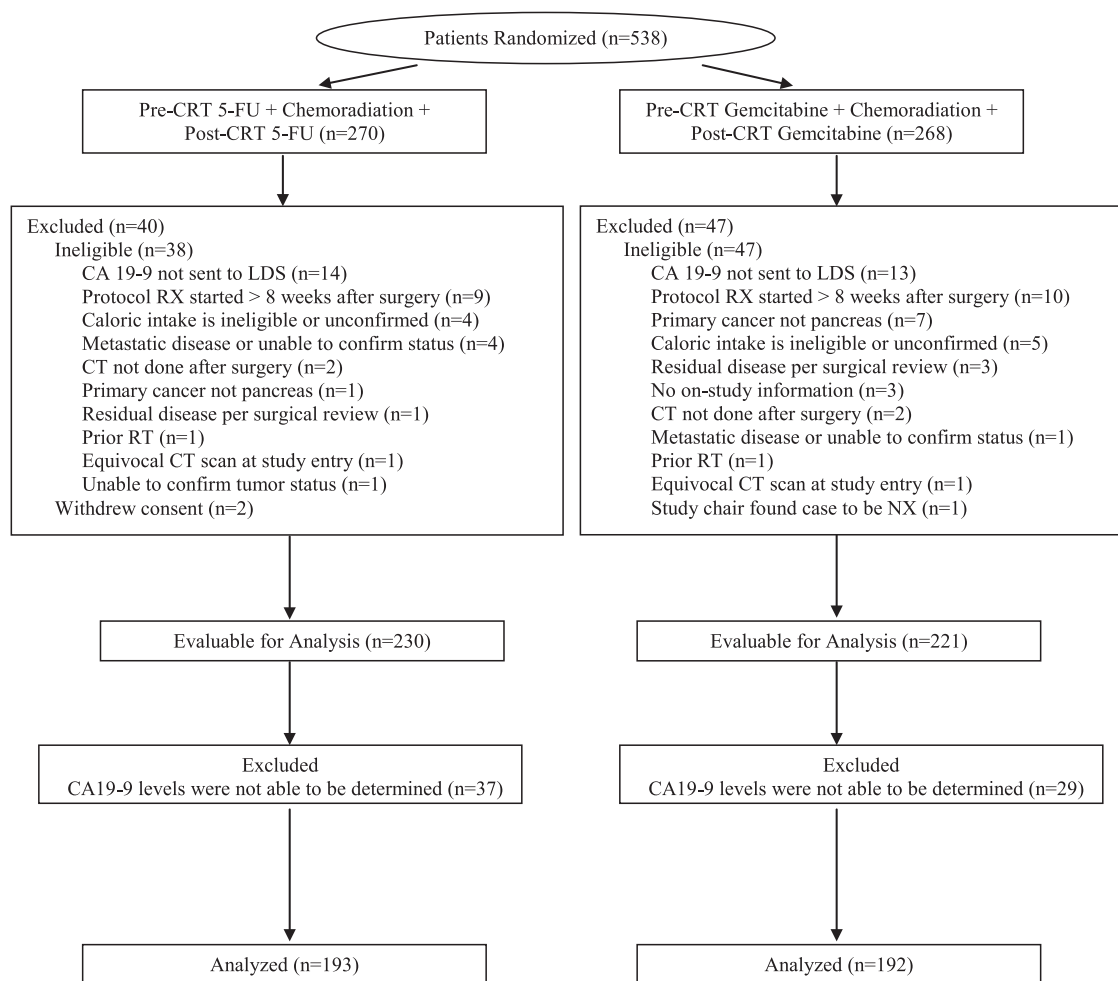 Patients Randomized (n=538)
Pre-CRT 5-FU + Chemoradiation +
Post-CRT 5-FU (n=270)
Excluded (n=40)
Ineligible (n=38)
CA 19-9 not sent to LDS (n=14)
Protocol RX started > 8 weeks after surgery (n=9)
Caloric intake is ineligible or unconfirmed (n=4)
Metastatic disease or unable to confirm status (n=4)
CT not done after surgery (n=2)
Primary cancer not pancreas (n=1)
Residual disease per surgical review (n=1)
Prior RT (n=1)
Equivocal CT scan at study entry (n=1)
Unable to confirm tumor status (n=1)
Withdrew consent (n=2)
Evaluable for Analysis (n=230)
Excluded
CA19-9 levels were not able to be determined (n=37)
Analyzed (n=193)
Pre-CRT Gemcitabine + Chemoradiation +
Post-CRT Gemcitabine (n=268)
Excluded (n=47)
Ineligible (n=47)
CA 19-9 not sent to LDS (n=13)
Protocol RX started > 8 weeks after surgery (n=10)
Primary cancer not pancreas (n=7)
Caloric intake is ineligible or unconfirmed (n=5)
Residual disease per surgical review (n=3)
No on-study information (n=3)
CT not done after surgery (n=2)
Metastatic disease or unable to confirm status (n=1)
Prior RT (n=1)
Equivocal CT scan at study entry (n=1)
Study chair found case to be NX (n=1)
Evaluable for Analysis (n=221)
Excluded
CA19-9 levels were not able to be determined (n=29)
Analyzed (n=192)